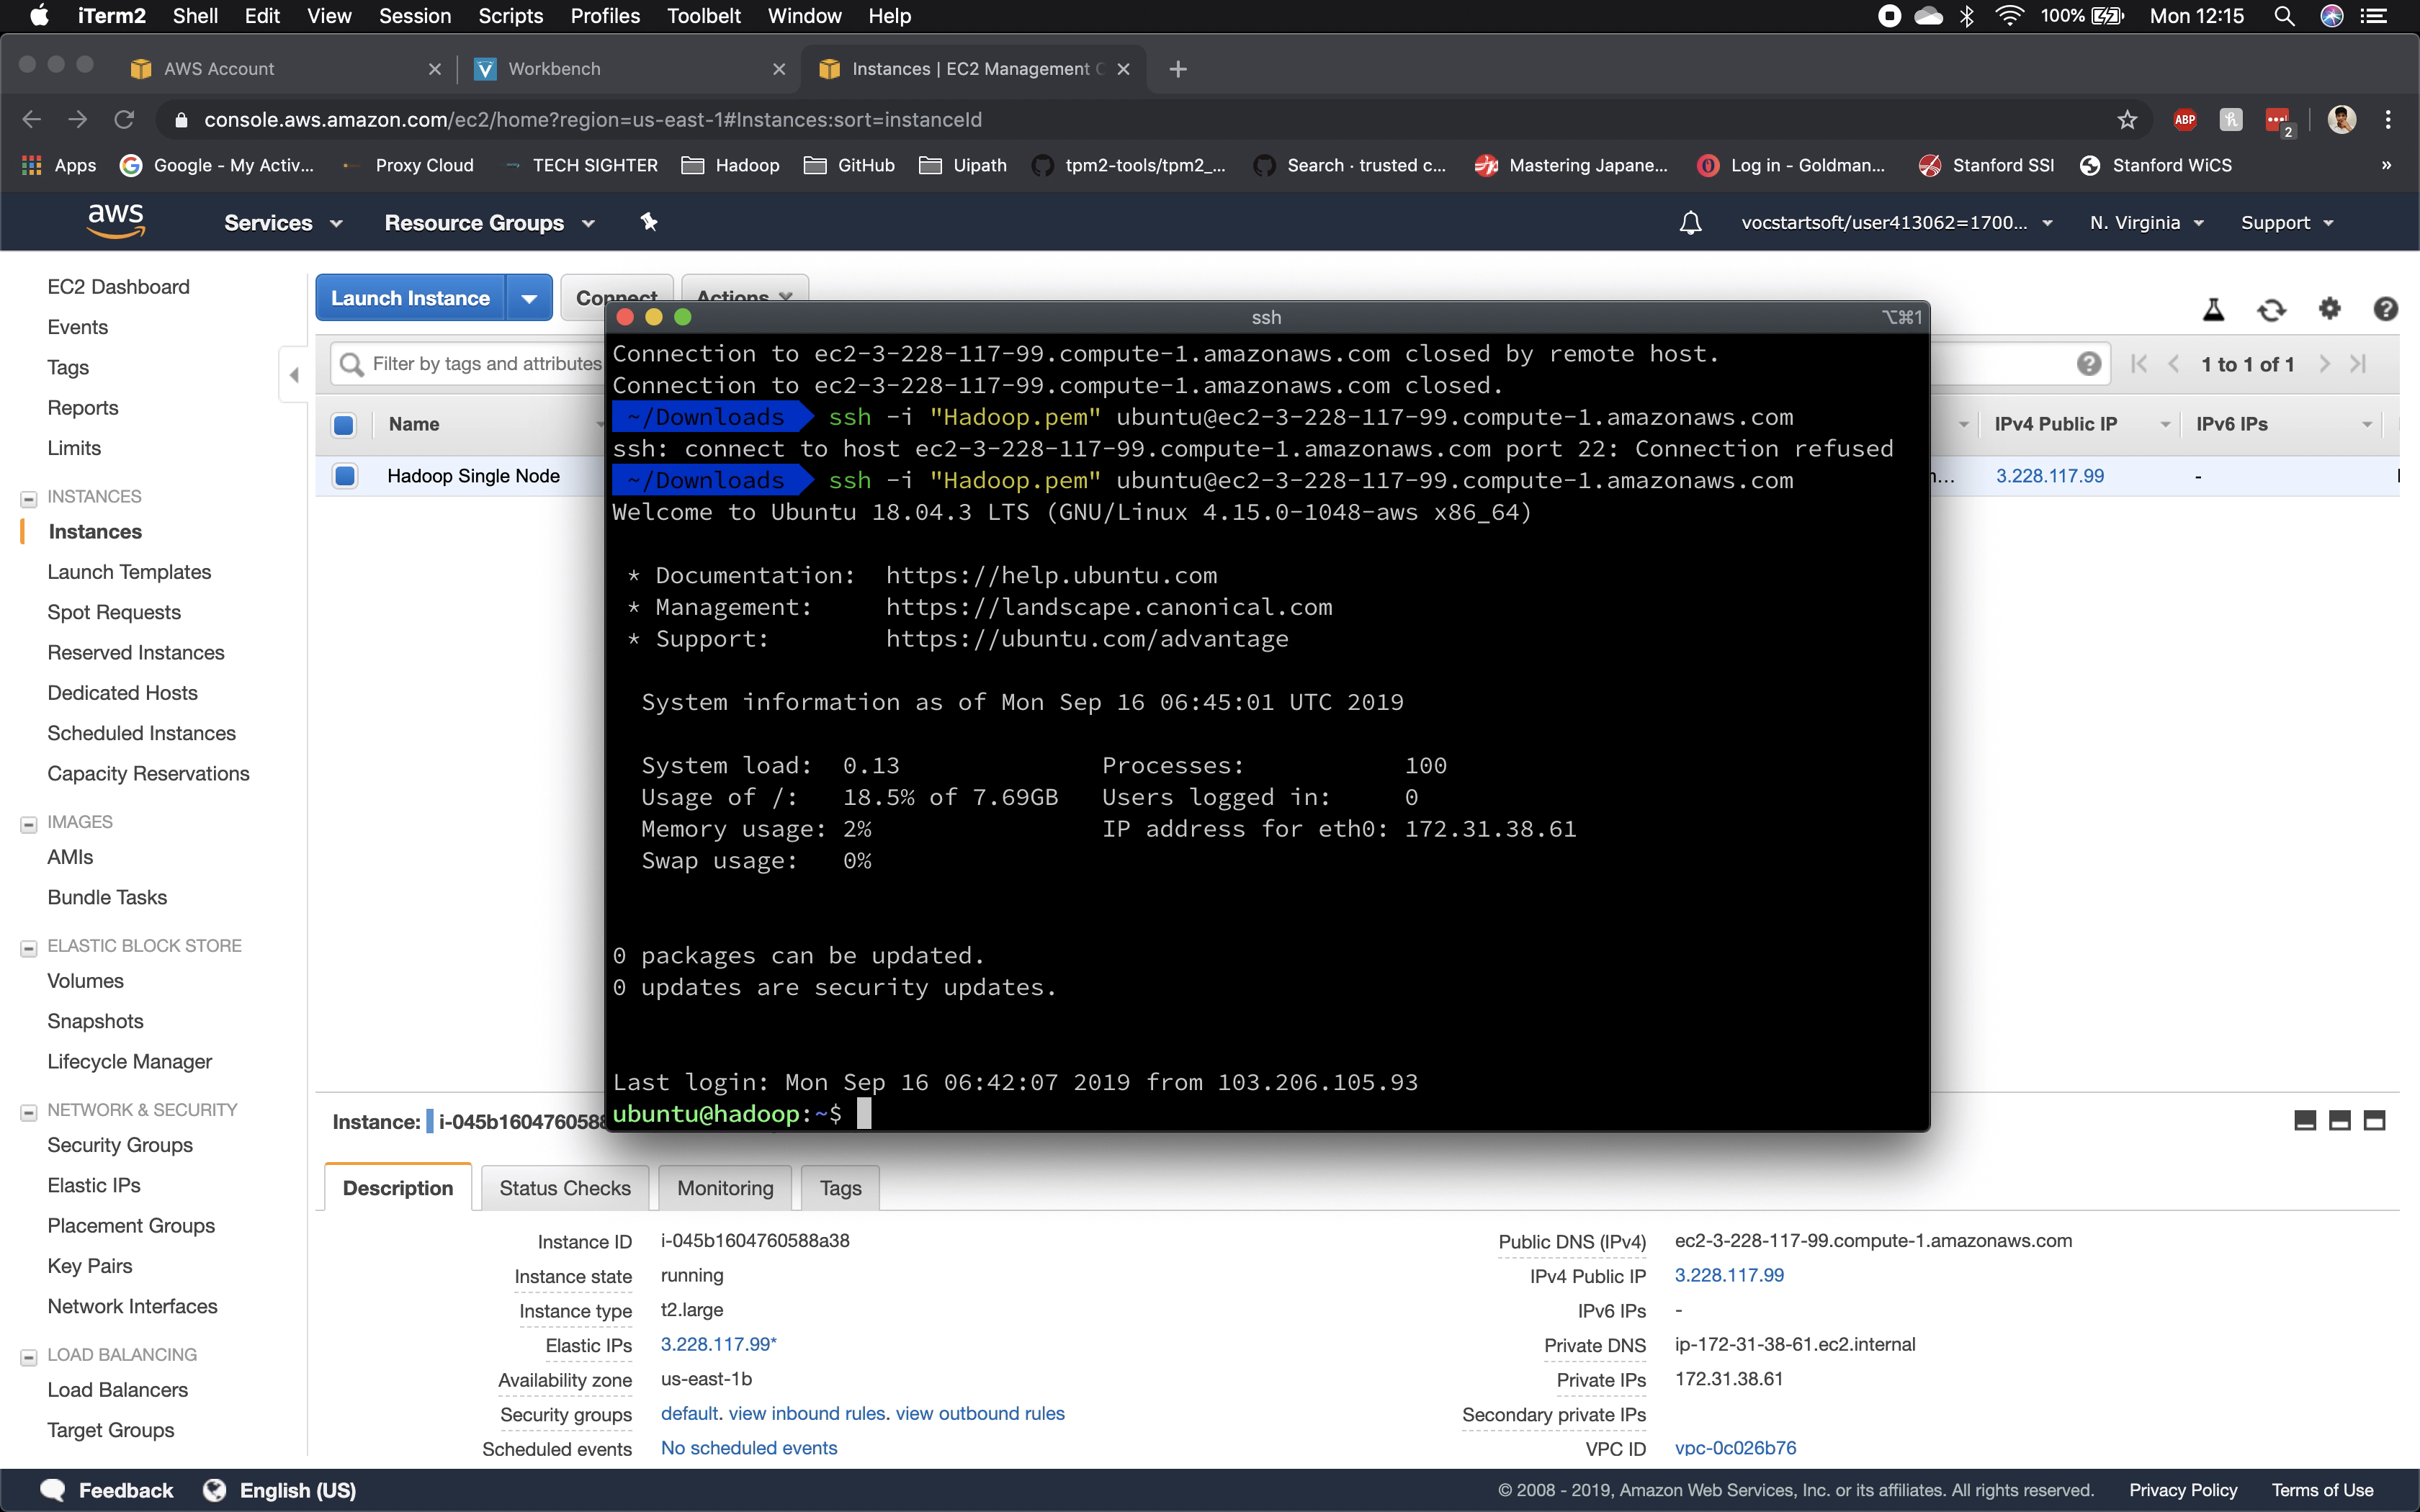 iTerm2 Shell Edit View Session Scripts Profiles Toolbelt Window Help 100% Mon 12:15
AWS Account Workbench Instances | EC2 Management
console.aws.amazon.com/ec2/home?region=us-east-1#Instances:sort=instanceId ABP 2
Apps Google - My Activ... Proxy Cloud TECH SIGHTER Hadoop GitHub Uipath tpm2-tools/tpm2_... Search · trusted c... Mastering Japane... Log in - Goldman... Stanford SSI Stanford WiCS »
aws Services Resource Groups vocstartsoft/user413062=1700... N. Virginia Support
EC2 Dashboard
Events
Tags
Reports
Limits
INSTANCES
Instances
Launch Templates
Spot Requests
Reserved Instances
Dedicated Hosts
Scheduled Instances
Capacity Reservations
IMAGES
AMIs
Bundle Tasks
ELASTIC BLOCK STORE
Volumes
Snapshots
Lifecycle Manager
NETWORK & SECURITY
Security Groups
Elastic IPs
Placement Groups
Key Pairs
Network Interfaces
LOAD BALANCING
Load Balancers
Target Groups
Launch Instance Connect Actions
Filter by tags and attributes 1 to 1 of 1
Name IPv4 Public IP IPv6 IPs
Hadoop Single Node 3.228.117.99 -
ssh ⌥⌘1
Connection to ec2-3-228-117-99.compute-1.amazonaws.com closed by remote host.
Connection to ec2-3-228-117-99.compute-1.amazonaws.com closed.
~/Downloads ssh -i "Hadoop.pem" ubuntu@ec2-3-228-117-99.compute-1.amazonaws.com
ssh: connect to host ec2-3-228-117-99.compute-1.amazonaws.com port 22: Connection refused
~/Downloads ssh -i "Hadoop.pem" ubuntu@ec2-3-228-117-99.compute-1.amazonaws.com
Welcome to Ubuntu 18.04.3 LTS (GNU/Linux 4.15.0-1048-aws x86_64)
* Documentation: https://help.ubuntu.com
* Management: https://landscape.canonical.com
* Support: https://ubuntu.com/advantage
System information as of Mon Sep 16 06:45:01 UTC 2019
System load: 0.13 Processes: 100
Usage of /: 18.5% of 7.69GB Users logged in: 0
Memory usage: 2% IP address for eth0: 172.31.38.61
Swap usage: 0%
0 packages can be updated.
0 updates are security updates.
Last login: Mon Sep 16 06:42:07 2019 from 103.206.105.93
ubuntu@hadoop:~$
Instance: i-045b160476058
Description Status Checks Monitoring Tags
Instance ID i-045b1604760588a38
Instance state running
Instance type t2.large
Elastic IPs 3.228.117.99*
Availability zone us-east-1b
Security groups default. view inbound rules. view outbound rules
Scheduled events No scheduled events
Public DNS (IPv4) ec2-3-228-117-99.compute-1.amazonaws.com
IPv4 Public IP 3.228.117.99
IPv6 IPs -
Private DNS ip-172-31-38-61.ec2.internal
Private IPs 172.31.38.61
Secondary private IPs
VPC ID vpc-0c026b76
Feedback English (US) © 2008 - 2019, Amazon Web Services, Inc. or its affiliates. All rights reserved. Privacy Policy Terms of Use